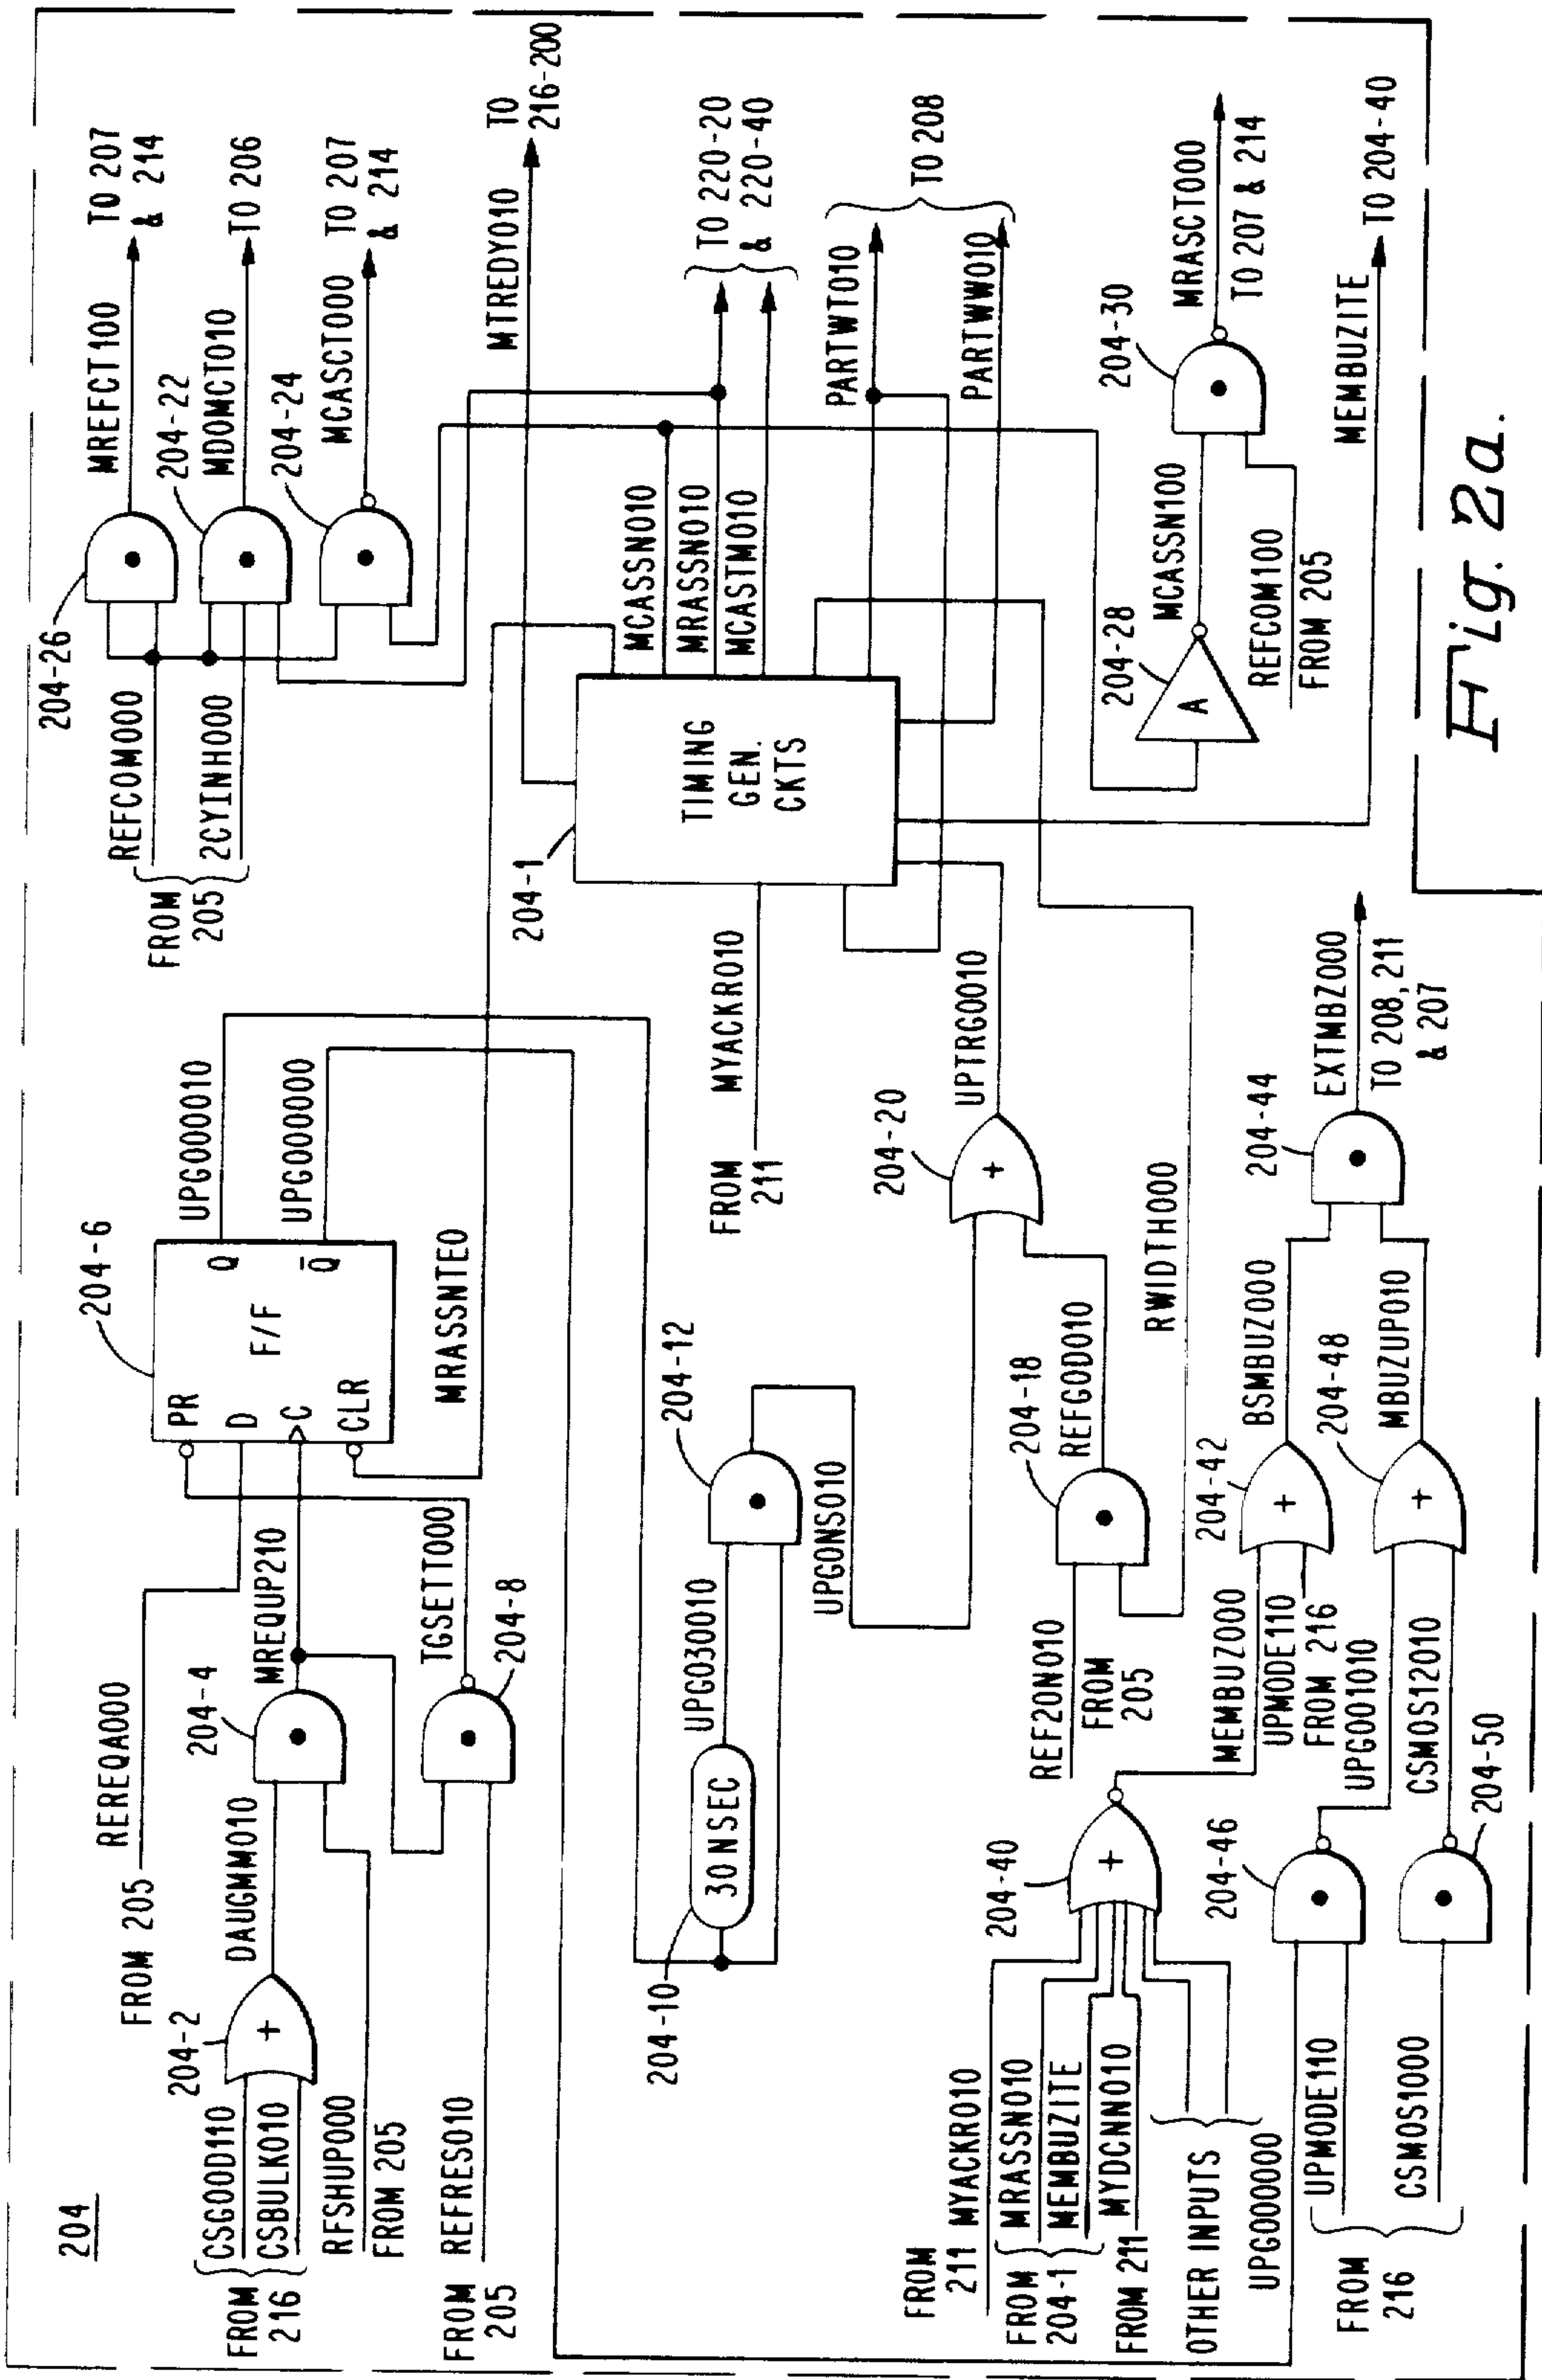 204
FROM 216
CSGOOD110
CSBULK010
204-2
DAUGMM010
RFSHUP000
FROM 205
FROM 205
REREQA000
204-4
MREQUP210
FROM 205
REFRES010
TGSETT000
204-8
204-6
PR
D
C
CLR
F/F
Q
Q̄
UPG000010
UPG000000
MRASSNTE0
FROM 205
REFCOM000
2CYINH000
204-26
MREFCT100
TO 207 & 214
204-22
MDOMCT010
TO 206
204-24
MCASCT000
TO 207 & 214
MTREDY010
TO 216-200
204-1
TIMING
GEN.
CKTS
MCASSN010
MRASSN010
MCASTM010
TO 220-20
& 220-40
PARTWT010
PARTWW010
TO 208
FROM 211
MYACKR010
204-10
30NSEC
UPG030010
204-12
UPGONS010
204-20
UPTRGO010
REF2ON010
FROM 205
204-18
REFGOD010
RWIDTH000
204-28
A
MCASSN100
REFCOM100
FROM 205
204-30
MRASCT000
TO 207 & 214
MEMBUZITE
TO 204-40
FROM 211
MYACKR010
FROM 204-1
MRASSN010
MEMBUZITE
FROM 211
MYDCNN010
OTHER INPUTS
204-40
MEMBUZ000
UPMODE110
FROM 216
204-42
BSMBUZ000
204-44
EXTMBZ000
TO 208, 211
& 207
UPG000000
FROM 216
UPMODE110
CSMOS1000
204-46
UPG001010
CSMOS12010
204-50
204-48
MBUZUP010
Fig. 2a.